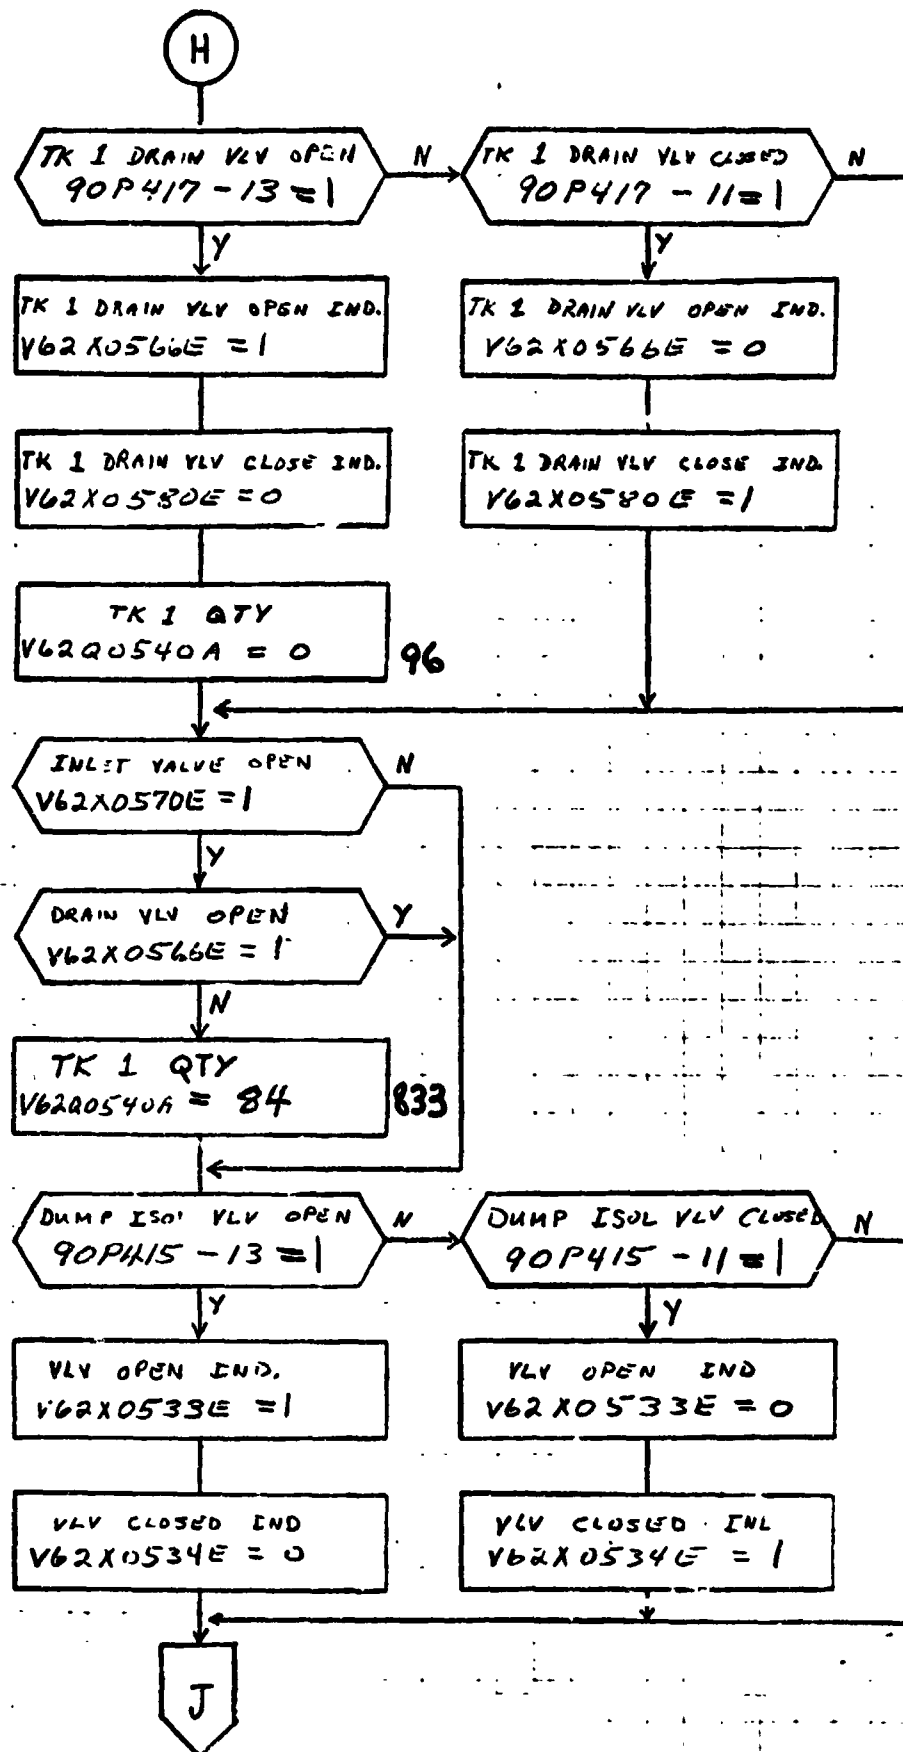 H
TK 1 DRAIN VLV OPEN
90P417-13=1
N
TK 1 DRAIN VLV CLOSED
90P417-11=1
N
Y
Y
TK 1 DRAIN VLV OPEN IND.
V62X0566E=1
TK 1 DRAIN VLV OPEN IND.
V62X0566E=0
TK 1 DRAIN VLV CLOSE IND.
V62X0580E=0
TK 1 DRAIN VLV CLOSE IND.
V62X0580E=1
TK 1 QTY
V62Q0540A = 0
96
INLET VALVE OPEN
V62X0570E=1
N
Y
DRAIN VLV OPEN
V62X0566E=1
Y
N
TK 1 QTY
V62Q0540A = 84
833
DUMP ISOL VLV OPEN
90P415-13=1
N
DUMP ISOL VLV CLOSED
90P415-11=1
N
Y
Y
VLV OPEN IND.
V62X0533E=1
VLV OPEN IND
V62X0533E=0
VLV CLOSED IND
V62X0534E=0
VLV CLOSED INL
V62X0534E=1
J